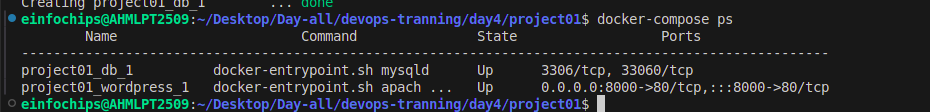 Creating project01_db_1 ... done
einfochips@AHMLPT2509:~/Desktop/Day-all/devops-tranning/day4/project01$ docker-compose ps
Name Command State Ports
--------------------------------------------------------------------------------------------------
project01_db_1 docker-entrypoint.sh mysqld Up 3306/tcp, 33060/tcp
project01_wordpress_1 docker-entrypoint.sh apach ... Up 0.0.0.0:8000->80/tcp,:::8000->80/tcp
einfochips@AHMLPT2509:~/Desktop/Day-all/devops-tranning/day4/project01$